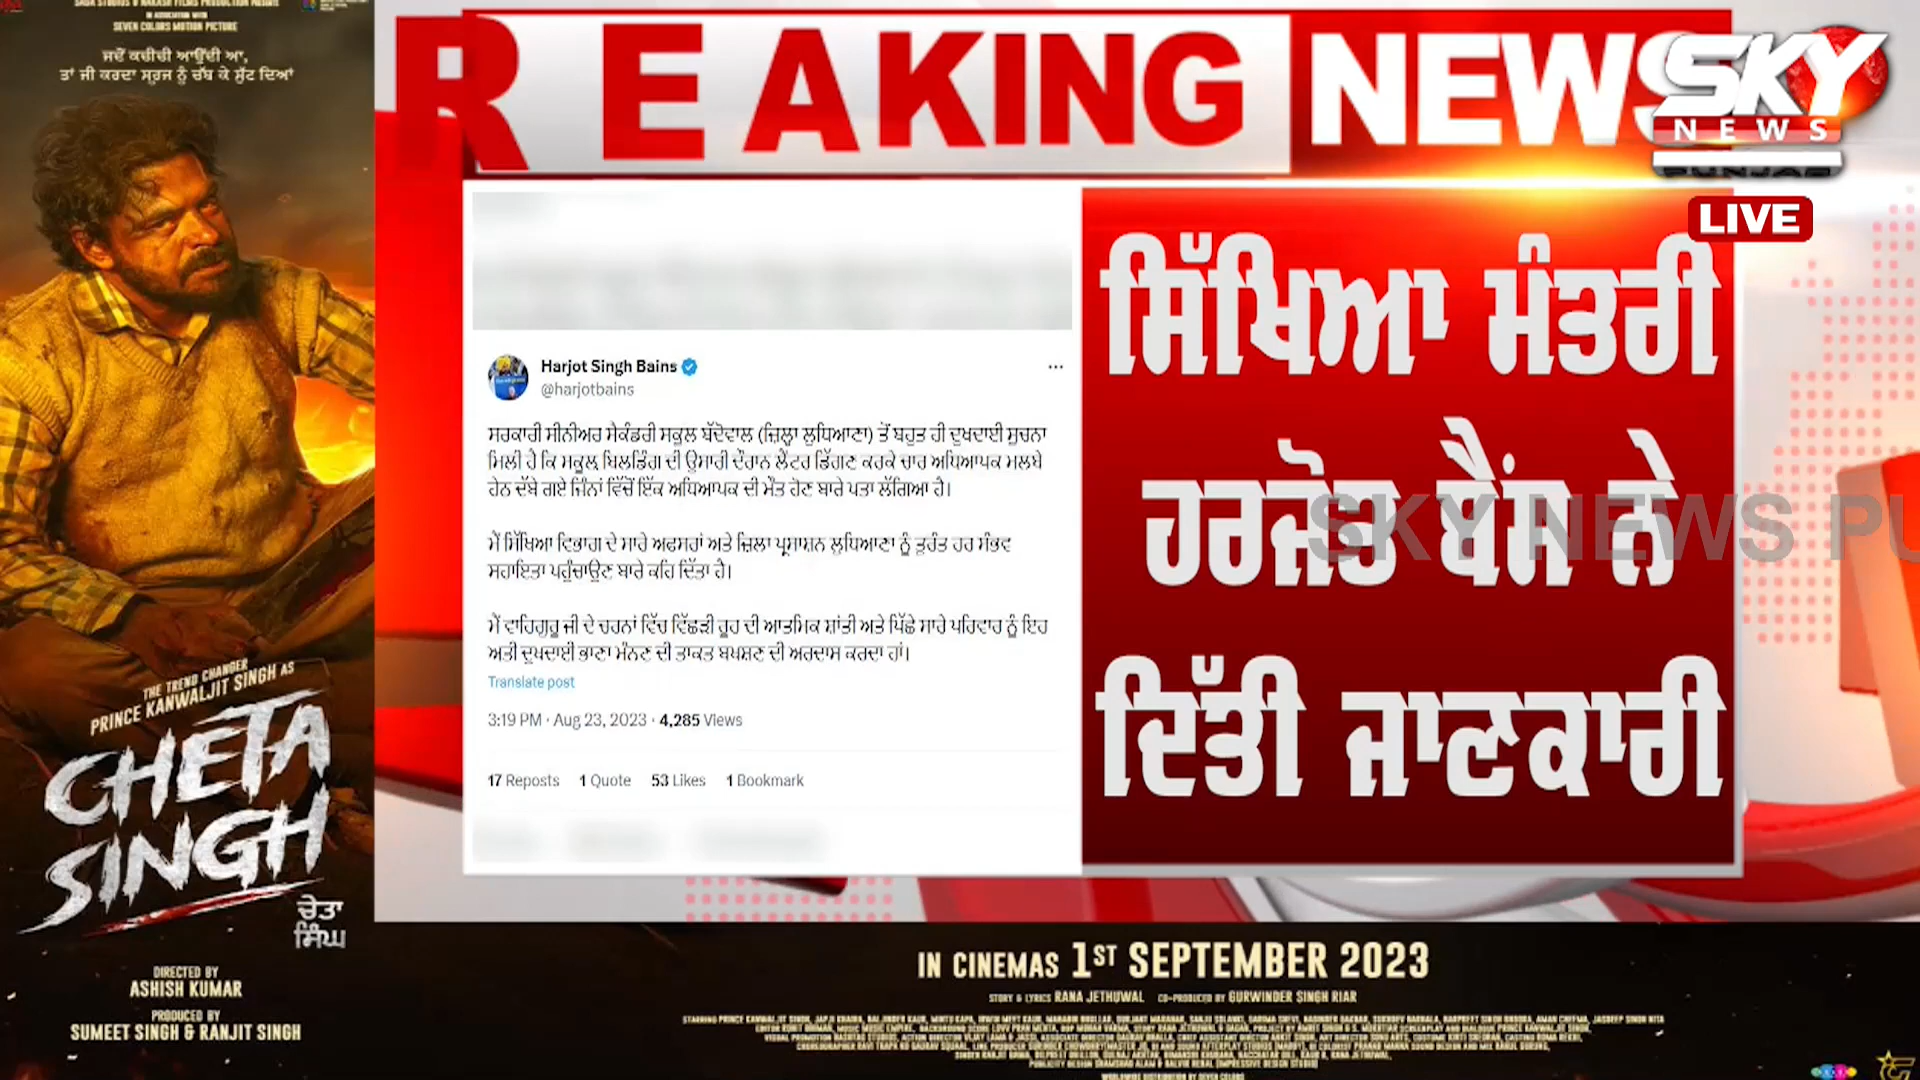 SEVEN COLORS MOTION PICTURE
ਜਦੋਂ ਕਚੀਚੀ ਆਉਂਦੀ ਆ,
ਤਾਂ ਜੀ ਕਰਦਾ ਸੂਰਜ ਨੂੰ ਚੱਬ ਕੇ ਸੁੱਟ ਦਿਆਂ
THE TREND CHANGER
PRINCE KANWALJIT SINGH AS
CHETA
SINGH
ਚੇਤਾ
ਸਿੰਘ
DIRECTED BY
ASHISH KUMAR
PRODUCED BY
SUMEET SINGH & RANJIT SINGH
R EAKING NEWS
SKY
NEWS
PUNJAB
LIVE
Harjot Singh Bains
@harjotbains
ਸਰਕਾਰੀ ਸੀਨੀਅਰ ਸੈਕੰਡਰੀ ਸਕੂਲ ਬੱਦੋਵਾਲ (ਜ਼ਿਲ੍ਹਾ ਲੁਧਿਆਣਾ) ਤੋਂ ਬਹੁਤ ਹੀ ਦੁਖਦਾਈ ਸੂਚਨਾ
ਮਿਲੀ ਹੈ ਕਿ ਸਕੂਲ ਬਿਲਡਿੰਗ ਦੀ ਉਸਾਰੀ ਦੌਰਾਨ ਲੈਂਟਰ ਡਿੱਗਣ ਕਰਕੇ ਚਾਰ ਅਧਿਆਪਕ ਮਲਬੇ
ਹੇਠ ਦੱਬੇ ਗਏ ਜਿੰਨਾਂ ਵਿੱਚੋਂ ਇੱਕ ਅਧਿਆਪਕ ਦੀ ਮੌਤ ਹੋਣ ਬਾਰੇ ਪਤਾ ਲੱਗਿਆ ਹੈ।
ਮੈਂ ਸਿੱਖਿਆ ਵਿਭਾਗ ਦੇ ਸਾਰੇ ਅਫਸਰਾਂ ਅਤੇ ਜ਼ਿਲਾ ਪ੍ਰਸਾਸ਼ਨ ਲੁਧਿਆਣਾ ਨੂੰ ਤੁਰੰਤ ਹਰ ਸੰਭਵ
ਸਹਾਇਤਾ ਪਹੁੰਚਾਉਣ ਬਾਰੇ ਕਹਿ ਦਿੱਤਾ ਹੈ।
ਮੈਂ ਵਾਹਿਗੁਰੂ ਜੀ ਦੇ ਚਰਨਾਂ ਵਿੱਚ ਵਿੱਛੜੀ ਰੂਹ ਦੀ ਆਤਮਿਕ ਸ਼ਾਂਤੀ ਅਤੇ ਪਿੱਛੇ ਸਾਰੇ ਪਰਿਵਾਰ ਨੂੰ ਇਹ
ਅਤੀ ਦੁਖਦਾਈ ਭਾਣਾ ਮੰਨਣ ਦੀ ਤਾਕਤ ਬਖਸ਼ਣ ਦੀ ਅਰਦਾਸ ਕਰਦਾ ਹਾਂ।
Translate post
3:19 PM · Aug 23, 2023 · 4,285 Views
17 Reposts 1 Quote 53 Likes 1 Bookmark
ਸਿੱਖਿਆ ਮੰਤਰੀ
ਹਰਜੋਤ ਬੈਂਸ ਨੇ
ਦਿੱਤੀ ਜਾਣਕਾਰੀ
SKY NEWS PU
IN CINEMAS 1ST SEPTEMBER 2023
STORY & LYRICS RANA JETHUWAL CO-PRODUCED BY GURWINDER SINGH RIAR